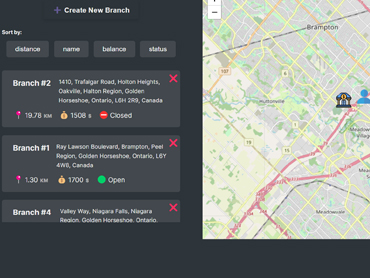 + Create New Branch
Sort by:
distance name balance status
Branch #2
1410, Trafalgar Road, Holton Heights,
Oakville, Halton Region, Golden
Horseshoe, Ontario, L6H 2R9, Canada
19.78 KM 1508 $ Closed
Branch #1
Ray Lawson Boulevard, Brampton, Peel
Region, Golden Horseshoe, Ontario, L6Y
4W8, Canada
1.30 KM 1700 $ Open
Branch #4
Valley Way, Niagara Falls, Niagara
Region, Golden Horseshoe, Ontario,
−
Brampton
107
Huttonville
19
15
Meadowvale